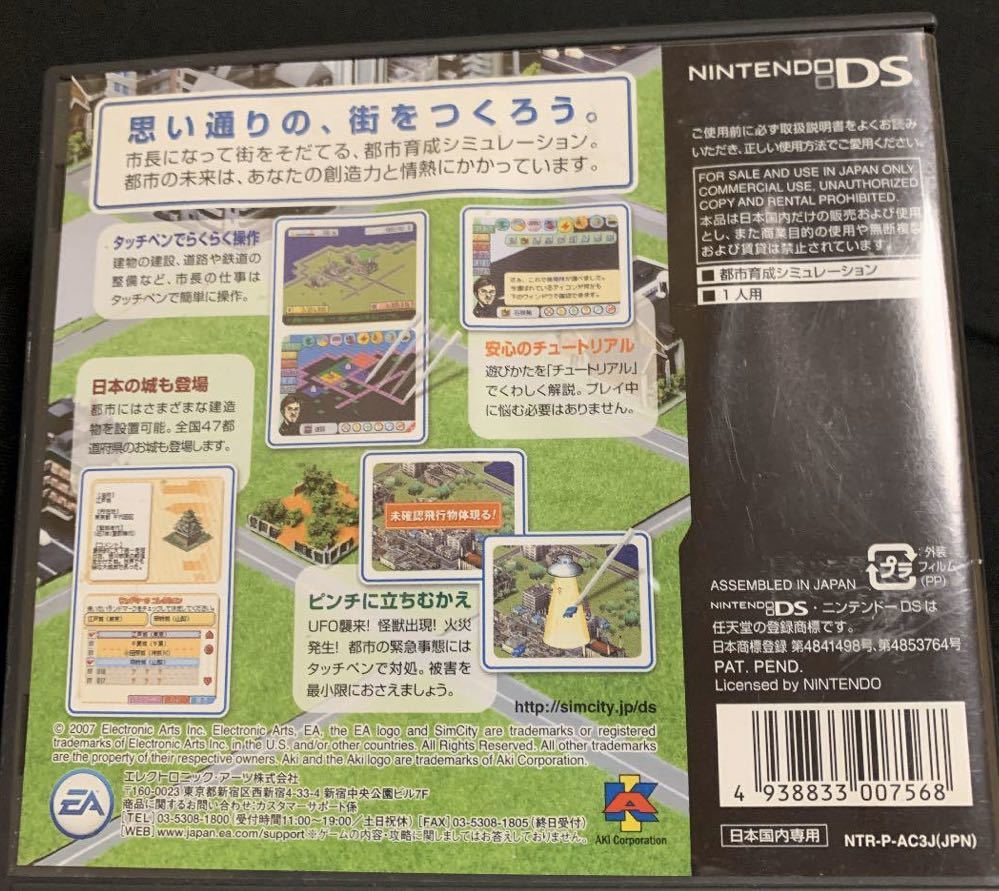 思い通りの、街をつくろう。
市長になって街をそだてる、都市育成シミュレーション。
都市の未来は、あなたの創造力と情熱にかかっています。
タッチペンでらくらく操作
建物の建設、道路や鉄道の
整備など、市長の仕事は
タッチペンで簡単に操作。
安心のチュートリアル
遊びかたを「チュートリアル」
でくわしく解説。プレイ中
に悩む必要はありません。
日本の城も登場
都市にはさまざまな建造
物を設置可能。全国47都
道府県のお城も登場します。
未確認飛行物体現る!
ピンチに立ちむかえ
UFO襲来!怪獣出現!火災
発生!都市の緊急事態には
タッチペンで対処。被害を
最小限におさえましょう。
http://simcity.jp/ds
© 2007 Electronic Arts Inc. Electronic Arts, EA, the EA logo and SimCity are trademarks or registered
trademarks of Electronic Arts Inc. in the U.S. and/or other countries. All Rights Reserved. All other trademarks
are the property of their respective owners. Aki and the Aki logo are trademarks of Aki Corporation.
EA
エレクトロニック・アーツ株式会社
〒160-0023 東京都新宿区西新宿4-33-4 新宿中央公園ビル7F
商品に関するお問い合わせ:カスタマーサポート係
[TEL] 03-5308-1800 (受付時間11:00〜19:00/土日祝休) [FAX] 03-5308-1805 (終日受付)
[WEB] www.japan.ea.com/support ※ゲームの内容・攻略に関しましてはお答えしておりません。
AKI Corporation
NINTENDO DS
ご使用前に必ず取扱説明書をよくお読み
いただき、正しい使用方法でご愛用ください。
FOR SALE AND USE IN JAPAN ONLY.
COMMERCIAL USE, UNAUTHORIZED
COPY AND RENTAL PROHIBITED.
本品は日本国内だけの販売および使用
とし、また商業目的の使用や無断複製
および賃貸は禁止されています。
■都市育成シミュレーション
■1人用
プラ
外装
フィルム
(PP)
ASSEMBLED IN JAPAN
NINTENDO DS・ニンテンドーDSは
任天堂の登録商標です。
日本商標登録 第4841498号、第4853764号
PAT. PEND.
Licensed by NINTENDO
4 938833 007568
日本国内専用
NTR-P-AC3J(JPN)